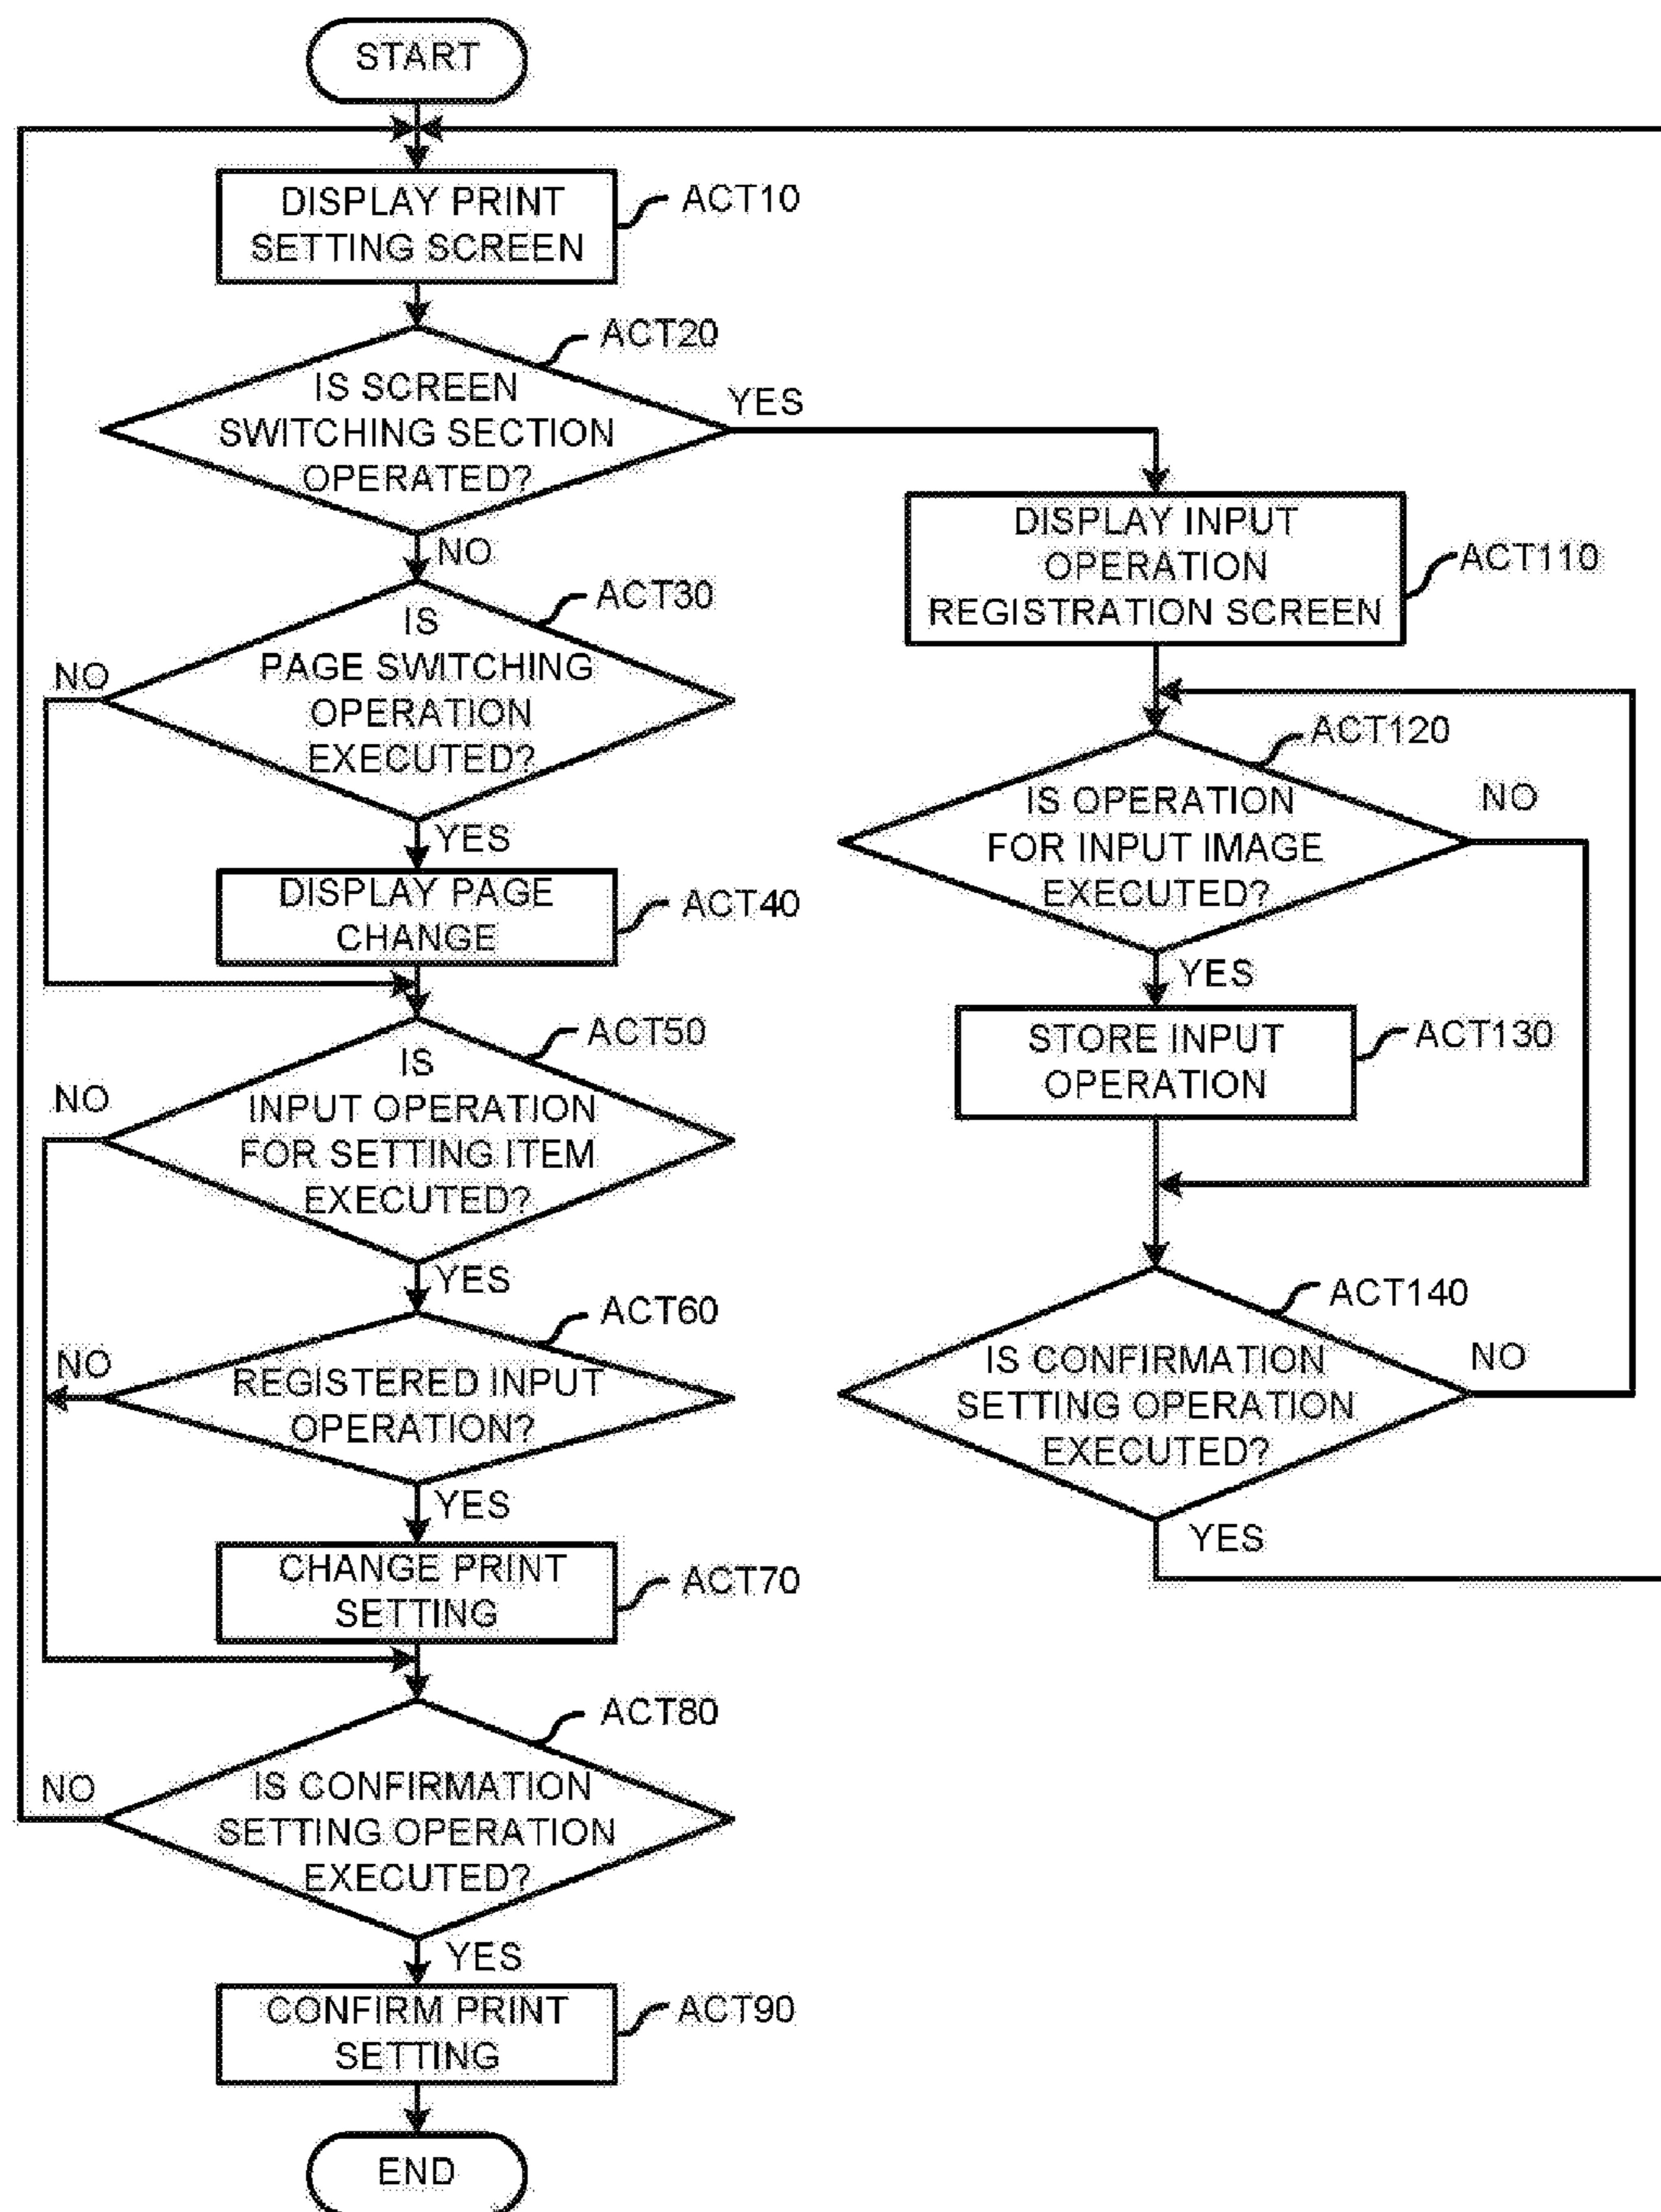 START
DISPLAY PRINT
SETTING SCREEN
ACT10
ACT20
IS SCREEN
SWITCHING SECTION
OPERATED?
YES
NO
ACT30
IS
PAGE SWITCHING
OPERATION
EXECUTED?
NO
YES
DISPLAY PAGE
CHANGE
ACT40
ACT50
IS
INPUT OPERATION
FOR SETTING ITEM
EXECUTED?
NO
YES
ACT60
REGISTERED INPUT
OPERATION?
NO
YES
CHANGE PRINT
SETTING
ACT70
ACT80
IS CONFIRMATION
SETTING OPERATION
EXECUTED?
NO
YES
CONFIRM PRINT
SETTING
ACT90
END
DISPLAY INPUT
OPERATION
REGISTRATION SCREEN
ACT110
ACT120
IS OPERATION
FOR INPUT IMAGE
EXECUTED?
NO
YES
STORE INPUT
OPERATION
ACT130
ACT140
IS CONFIRMATION
SETTING OPERATION
EXECUTED?
NO
YES